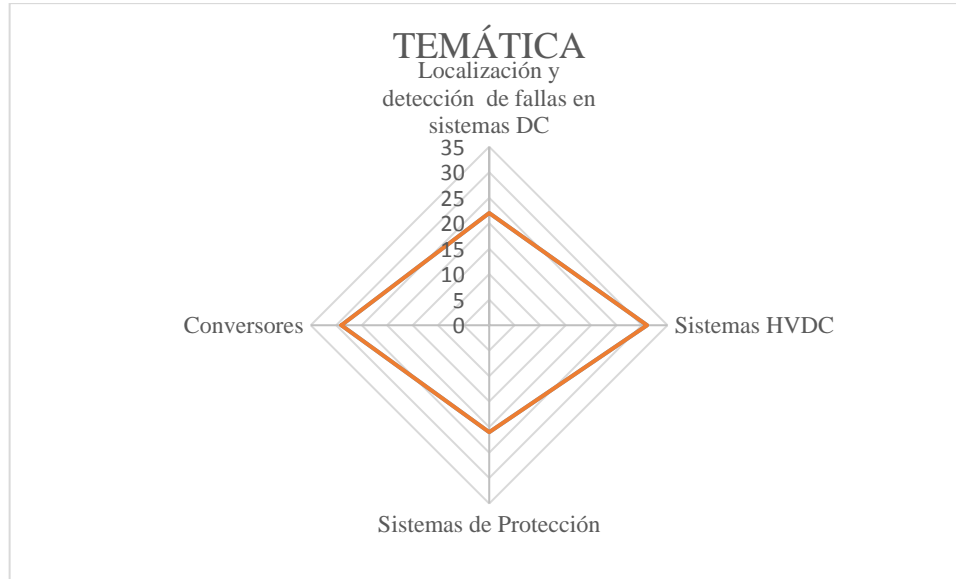 TEMÁTICA
Localización y
detección de fallas en
sistemas DC
35
30
25
20
15
10
5
0
Conversores
Sistemas HVDC
Sistemas de Protección